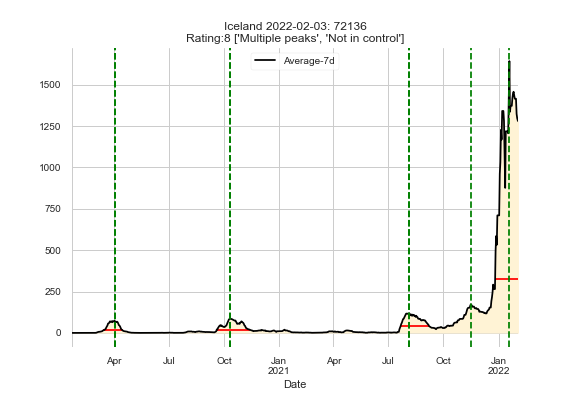 Iceland 2022-02-03: 72136
Rating:8 ['Multiple peaks', 'Not in control']
Average-7d
1500
1250
1000
750
500
250
0
Apr Jul Oct Jan Apr Jul Oct Jan
2021 2022
Date